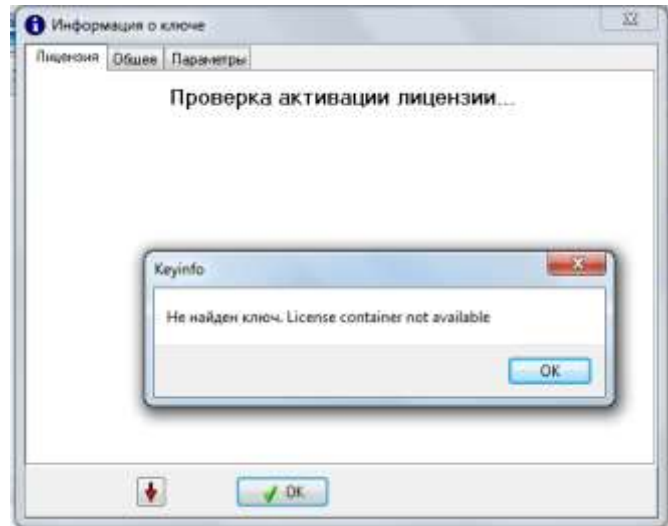 Информация о ключе
Лицензия Общее Параметры
Проверка активации лицензии...
Keyinfo
Не найден ключ. License container not available
OK
OK